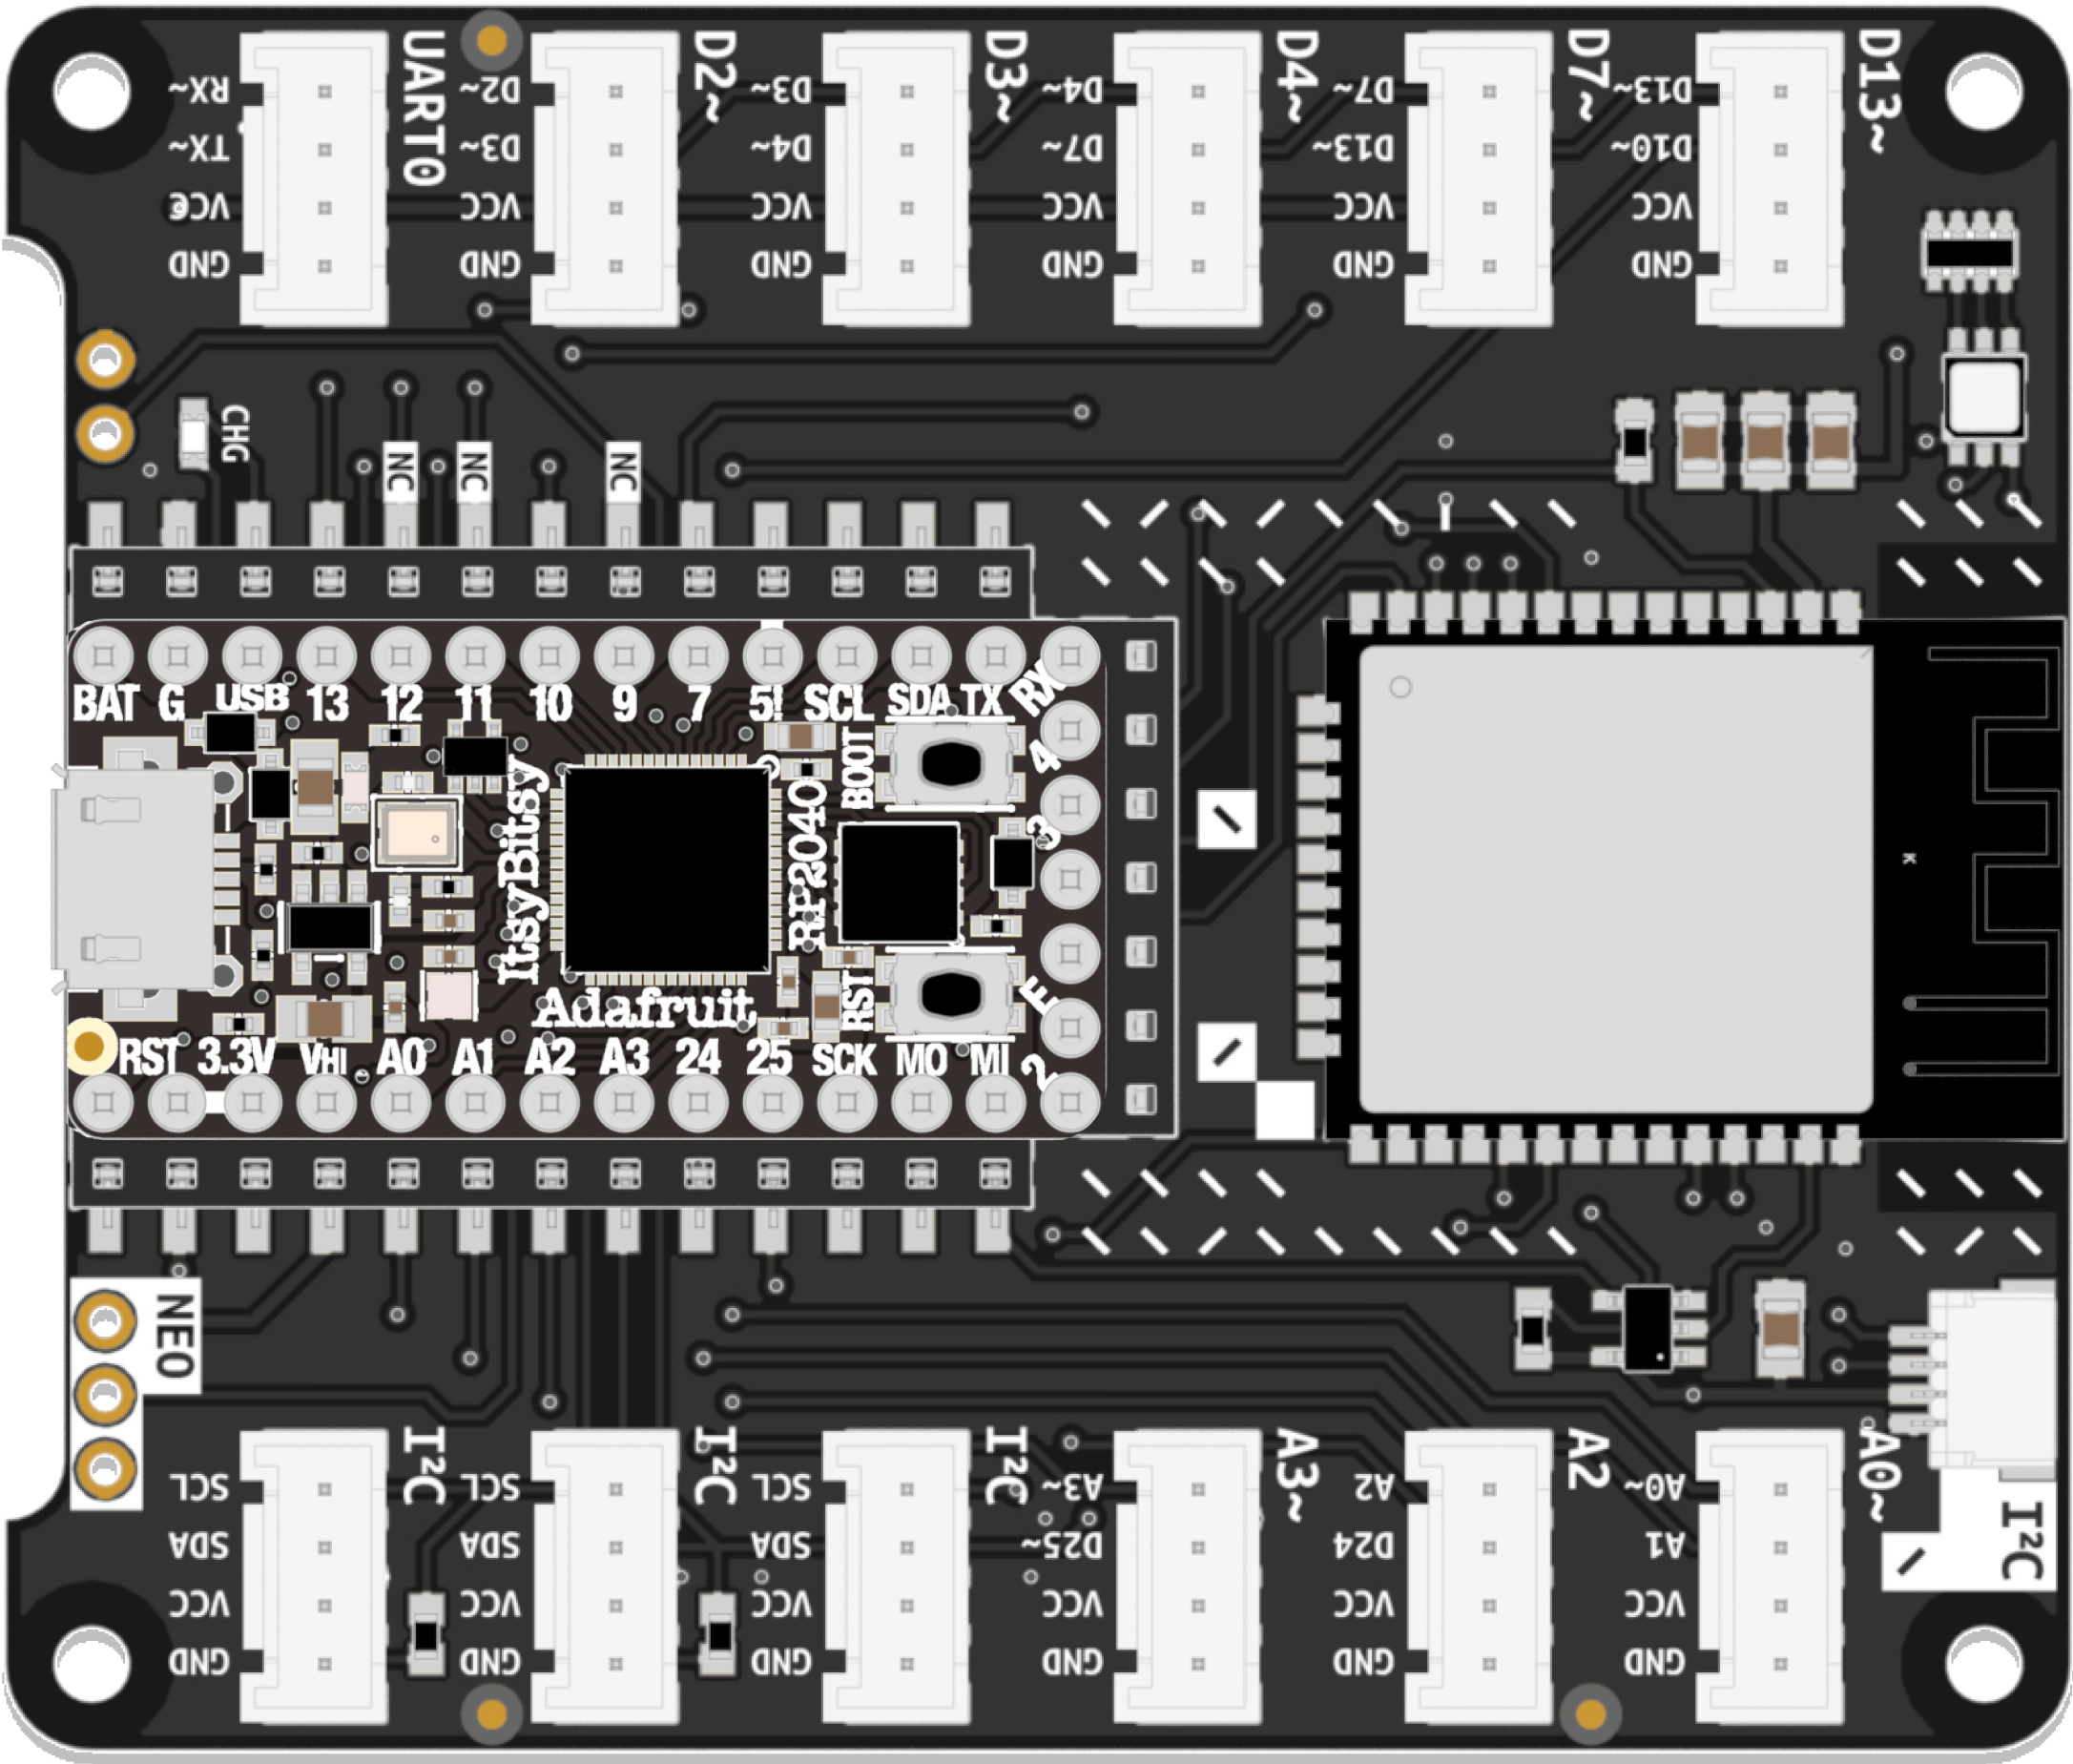 UART0
D2~
D3~
D4~
D7~
D13~
RX~
TX~
VCC
GND
D2~
D3~
VCC
GND
D3~
D4~
VCC
GND
D4~
D7~
VCC
GND
D7~
D13~
VCC
GND
D13~
D10~
VCC
GND
CHG
NC
NC
NC
BAT G USB 13 12 11 10 9 7 5! SCL SDA TX RX
4
3
E
2
BOOT
RP2040
ItsyBitsy
Adafruit
RST
RST 3.3V VHI A0 A1 A2 A3 24 25 SCK MO MI
K
NEO
I²C
I²C
I²C
A3~
A2
A0~
I²C
SCL
SDA
VCC
GND
SCL
SDA
VCC
GND
SCL
SDA
VCC
GND
A3~
D25~
VCC
GND
A2
D24
VCC
GND
A0~
A1
VCC
GND